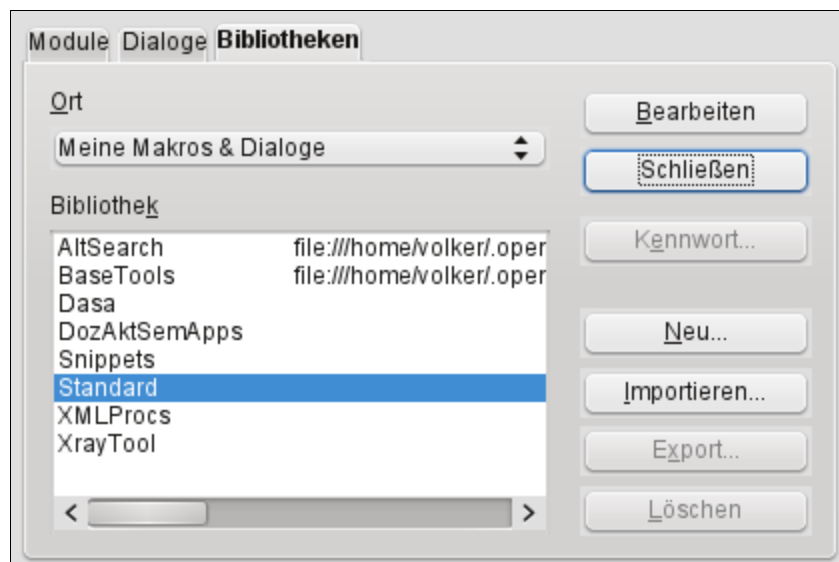 Module Dialoge Bibliotheken
Ort
Meine Makros & Dialoge
Bibliothek
AltSearch file:///home/volker/.oper
BaseTools file:///home/volker/.oper
Dasa
DozAktSemApps
Snippets
Standard
XMLProcs
XrayTool
Bearbeiten
Schließen
Kennwort...
Neu...
Importieren...
Export...
Löschen